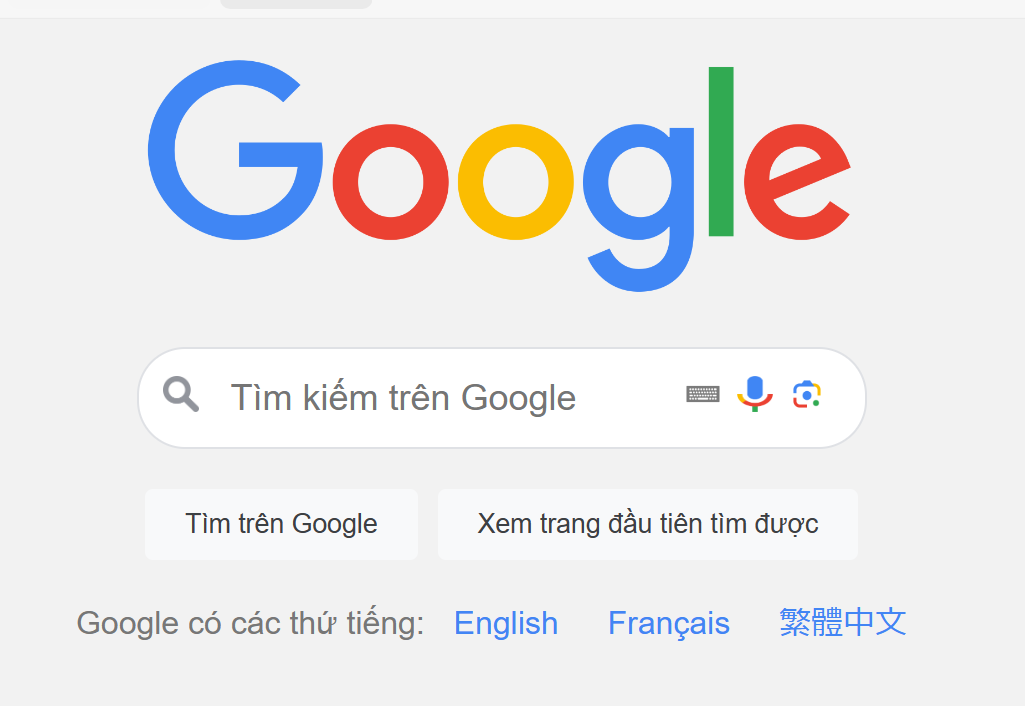 Google
Tìm kiếm trên Google
Tìm trên Google Xem trang đầu tiên tìm được
Google có các thứ tiếng: English Français 繁體中文